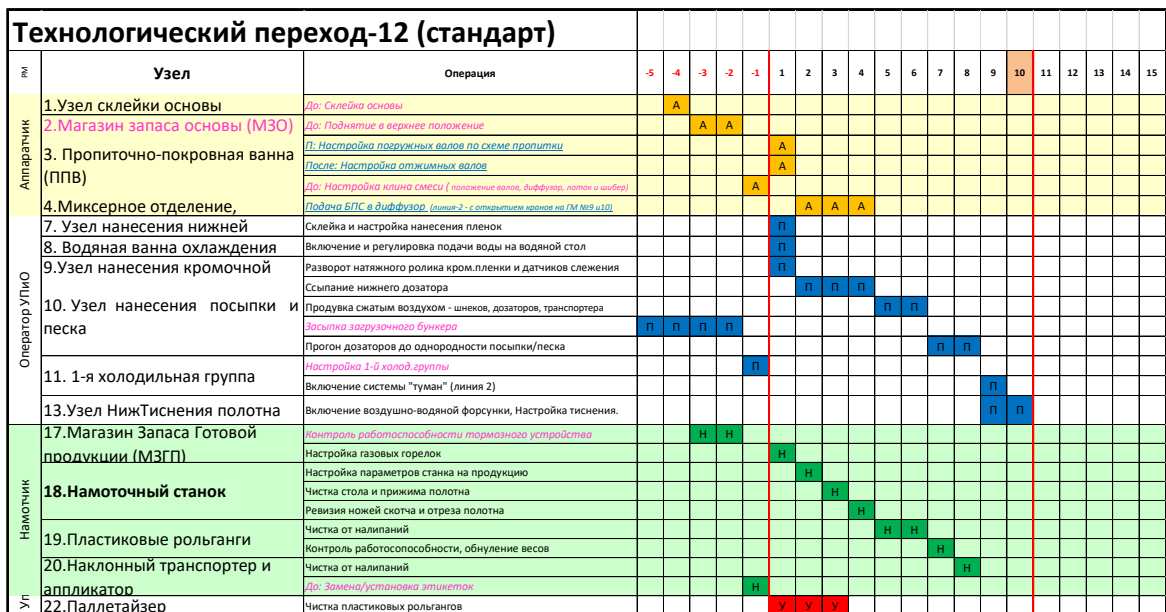 Технологический переход-12 (стандарт)
РМ Узел Операция -5 -4 -3 -2 -1 1 2 3 4 5 6 7 8 9 10 11 12 13 14 15
Аппаратчик
1.Узел склейки основы До: Склейка основы А
2.Магазин запаса основы (МЗО) До: Поднятие в верхнее положение А А
3. Пропиточно-покровная ванна (ППВ) П: Настройка погружных валов по схеме пропитки А
После: Настройка отжимных валов А
До: Настройка клина смеси ( положение валов, диффузор, лоток и шибер) А
4.Миксерное отделение, Подача БПС в диффузор (линия-2 - с открытием кранов на ГМ №9 и10) А А А
Оператор УПиО
7. Узел нанесения нижней Склейка и настройка нанесения пленок П
8. Водяная ванна охлаждения Включение и регулировка подачи воды на водяной стол П
9.Узел нанесения кромочной Разворот натяжного ролика кром.пленки и датчиков слежения П
10. Узел нанесения посыпки и песка Ссыпание нижнего дозатора П П П
Продувка сжатым воздухом - шнеков, дозаторов, транспортера П П
Засыпка загрузочного бункера П П П П
Прогон дозаторов до однородности посыпки/песка П П
11. 1-я холодильная группа Настройка 1-й холод.группы П
Включение системы "туман" (линия 2) П
13.Узел НижТиснения полотна Включение воздушно-водяной форсунки, Настройка тиснения. П П
Намотчик
17.Магазин Запаса Готовой продукции (МЗГП) Контроль работоспособности тормозного устройства Н Н
Настройка газовых горелок Н
18.Намоточный станок Настройка параметров станка на продукцию Н
Чистка стола и прижима полотна Н
Ревизия ножей скотча и отреза полотна Н
19.Пластиковые рольганги Чистка от налипаний Н Н
Контроль работосопособности, обнуление весов Н
20.Наклонный транспортер и аппликатор Чистка от налипаний Н
До: Замена/установка этикеток Н
Уп
22.Паллетайзер Чистка пластиковых рольгангов У У У